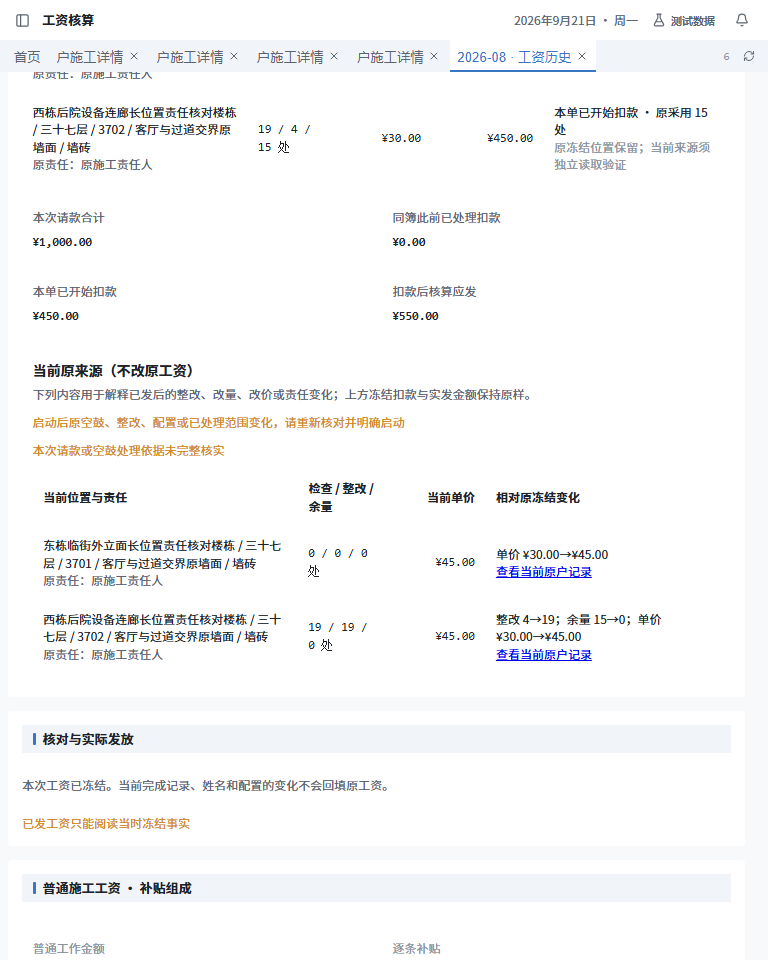 工资核算
2026年9月21日 · 周一 测试数据
首页 户施工详情 户施工详情 户施工详情 户施工详情 2026-08 · 工资历史 6
原责任：原施工责任人
西栋后院设备连廊长位置责任核对楼栋
/ 三十七层 / 3702 / 客厅与过道交界原
墙面 / 墙砖
原责任：原施工责任人
19 / 4 /
15 处
¥30.00
¥450.00
本单已开始扣款 · 原采用 15
处
原冻结位置保留；当前来源须
独立读取验证
本次请款合计
¥1,000.00
同簿此前已处理扣款
¥0.00
本单已开始扣款
¥450.00
扣款后核算应发
¥550.00
当前原来源（不改原工资）
下列内容用于解释已发后的整改、改量、改价或责任变化；上方冻结扣款与实发金额保持原样。
启动后原空鼓、整改、配置或已处理范围变化，请重新核对并明确启动
本次请款或空鼓处理依据未完整核实
当前位置与责任
检查 / 整改 /
余量
当前单价
相对原冻结变化
东栋临街外立面长位置责任核对楼栋 / 三十七
层 / 3701 / 客厅与过道交界原墙面 / 墙砖
原责任：原施工责任人
0 / 0 / 0
处
¥45.00
单价 ¥30.00→¥45.00
查看当前原户记录
西栋后院设备连廊长位置责任核对楼栋 / 三十
七层 / 3702 / 客厅与过道交界原墙面 / 墙砖
原责任：原施工责任人
19 / 19 /
0 处
¥45.00
整改 4→19；余量 15→0；单价
¥30.00→¥45.00
查看当前原户记录
核对与实际发放
本次工资已冻结。当前完成记录、姓名和配置的变化不会回填原工资。
已发工资只能阅读当时冻结事实
普通施工工资 · 补贴组成
普通工作金额
逐条补贴